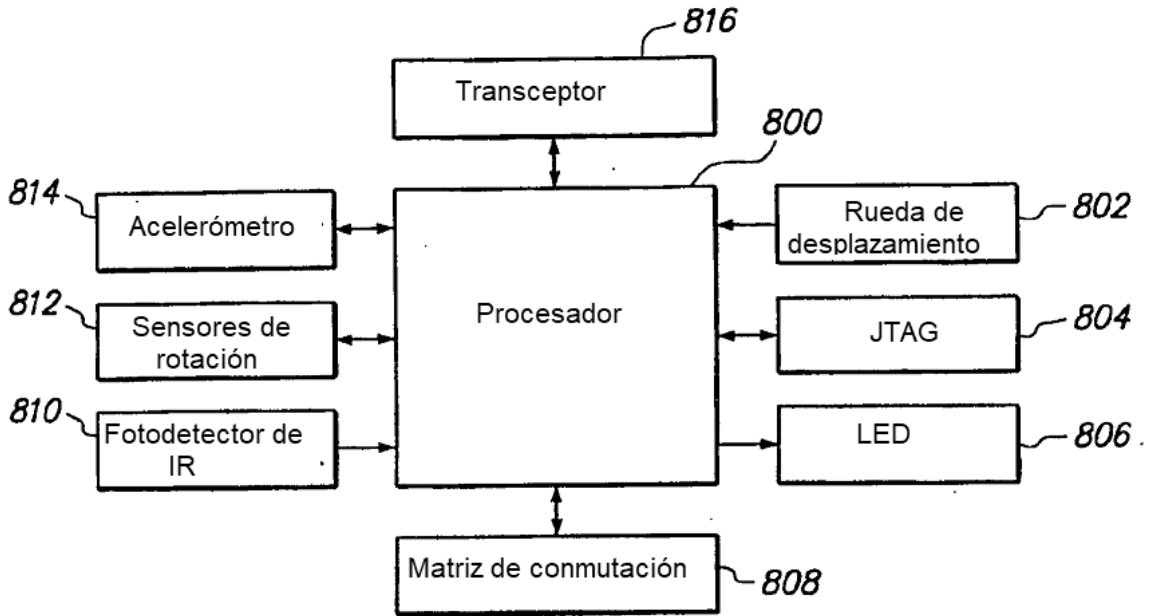 816
Transceptor
800
814
Acelerómetro
Rueda de
desplazamiento
802
812
Sensores de
rotación
Procesador
JTAG
804
810
Fotodetector de
IR
LED
806
Matriz de conmutación
808